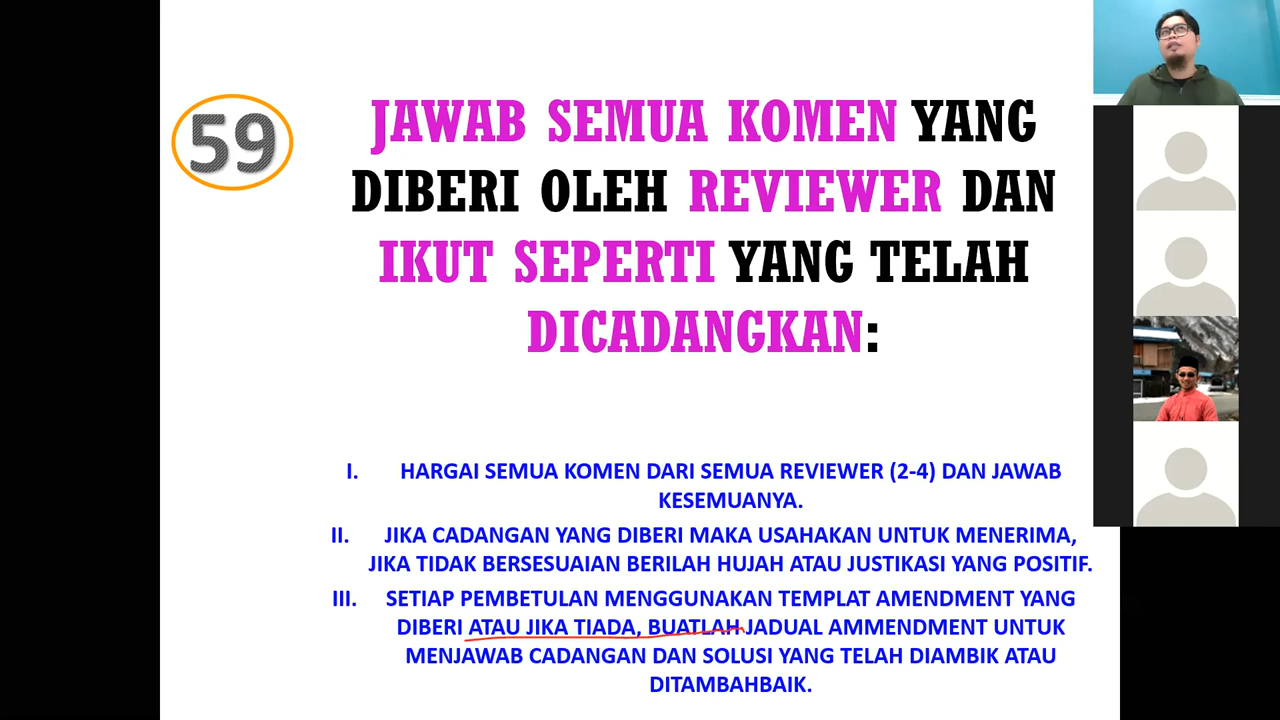 59
JAWAB SEMUA KOMEN YANG
DIBERI OLEH REVIEWER DAN
IKUT SEPERTI YANG TELAH
DICADANGKAN:
I. HARGAI SEMUA KOMEN DARI SEMUA REVIEWER (2-4) DAN JAWAB
KESEMUANYA.
II. JIKA CADANGAN YANG DIBERI MAKA USAHAKAN UNTUK MENERIMA,
JIKA TIDAK BERSESUAIAN BERILAH HUJAH ATAU JUSTIKASI YANG POSITIF.
III. SETIAP PEMBETULAN MENGGUNAKAN TEMPLAT AMENDMENT YANG
DIBERI ATAU JIKA TIADA, BUATLAH JADUAL AMMENDMENT UNTUK
MENJAWAB CADANGAN DAN SOLUSI YANG TELAH DIAMBIK ATAU
DITAMBAHBAIK.